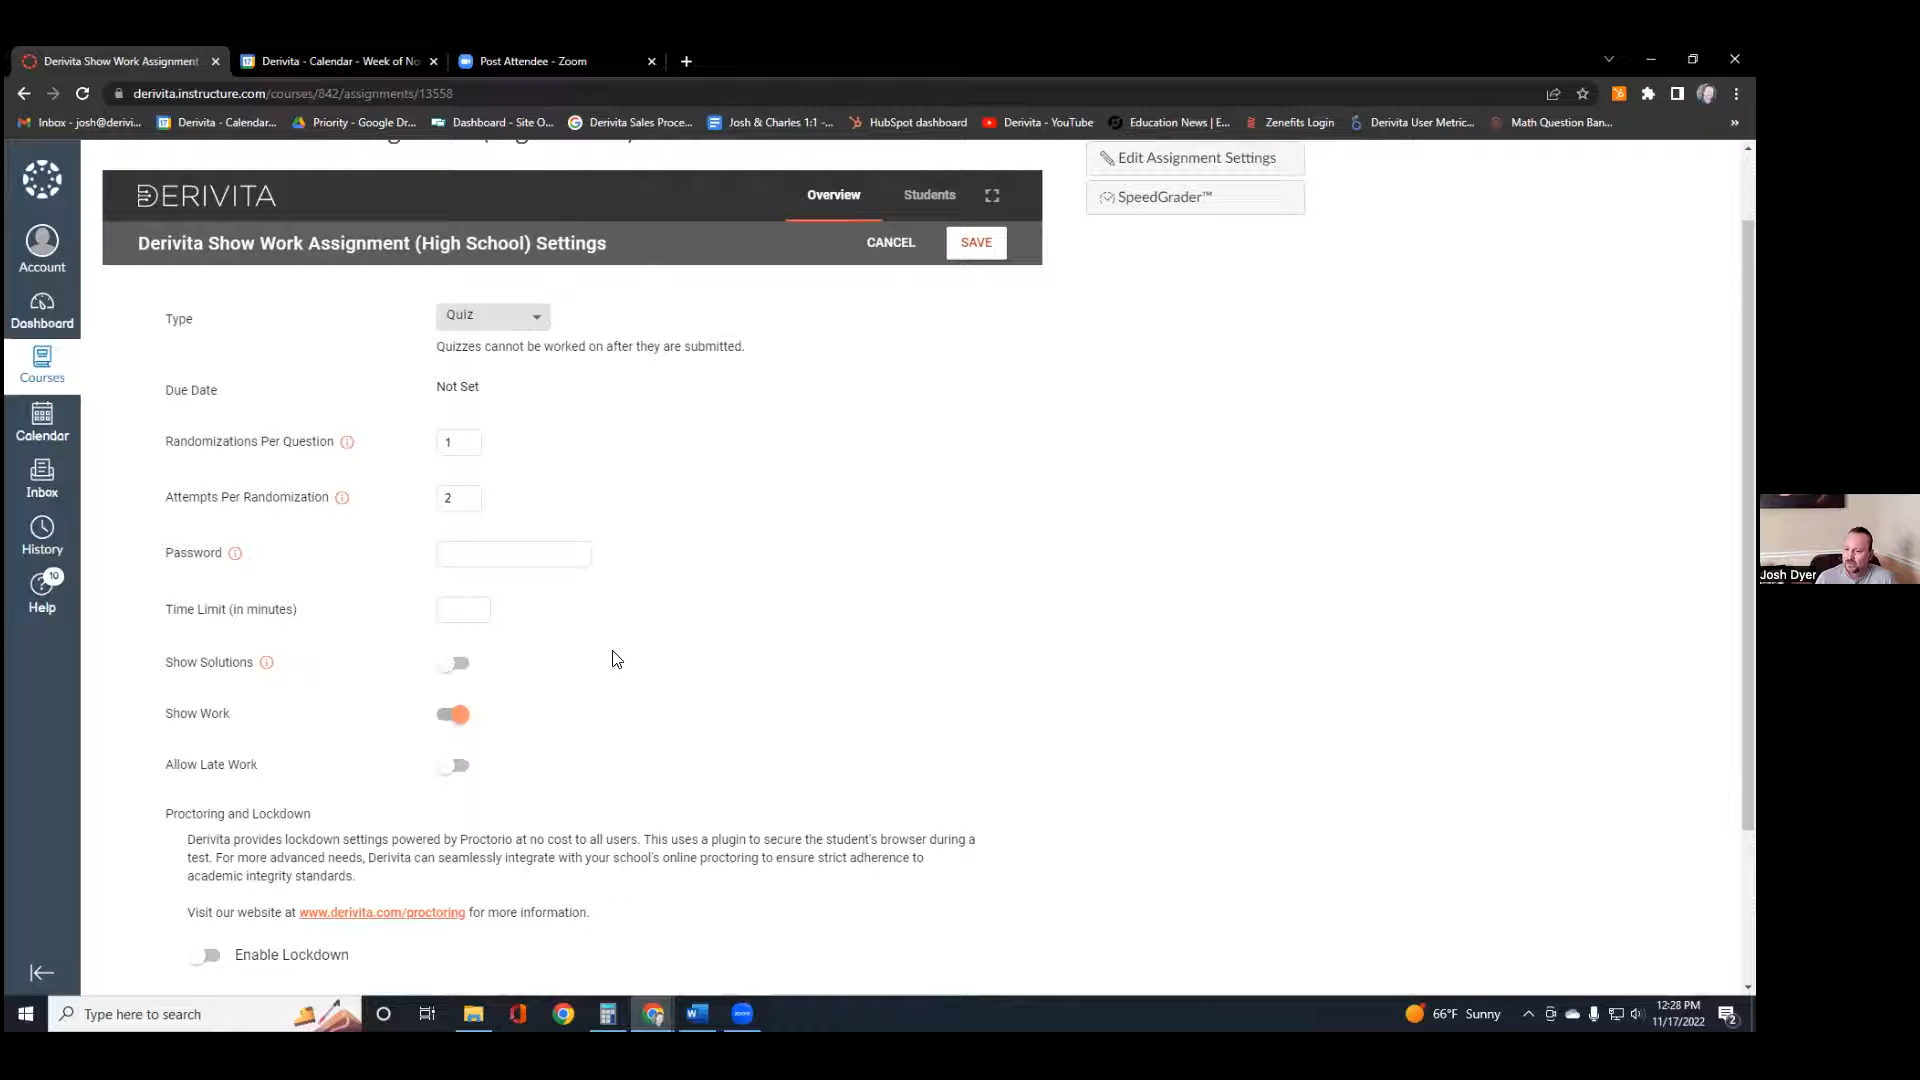 Derivita Show Work Assignment
Derivita - Calendar - Week of No
Post Attendee - Zoom
derivita.instructure.com/courses/842/assignments/13558
Inbox - josh@derivi...
Derivita - Calendar...
Priority - Google Dr...
Dashboard - Site O...
Derivita Sales Proce...
Josh & Charles 1:1 -...
HubSpot dashboard
Derivita - YouTube
Education News | E...
Zenefits Login
Derivita User Metric...
Math Question Ban...
Edit Assignment Settings
SpeedGrader™
DERIVITA
Overview
Students
Derivita Show Work Assignment (High School) Settings
CANCEL
SAVE
Account
Dashboard
Courses
Calendar
Inbox
History
10
Help
Type
Quiz
Quizzes cannot be worked on after they are submitted.
Due Date
Not Set
Randomizations Per Question
1
Attempts Per Randomization
2
Password
Time Limit (in minutes)
Show Solutions
Show Work
Allow Late Work
Proctoring and Lockdown
Derivita provides lockdown settings powered by Proctorio at no cost to all users. This uses a plugin to secure the student's browser during a
test. For more advanced needs, Derivita can seamlessly integrate with your school's online proctoring to ensure strict adherence to
academic integrity standards.
Visit our website at www.derivita.com/proctoring for more information.
Enable Lockdown
Josh Dyer
Type here to search
66°F Sunny
12:28 PM
11/17/2022
2